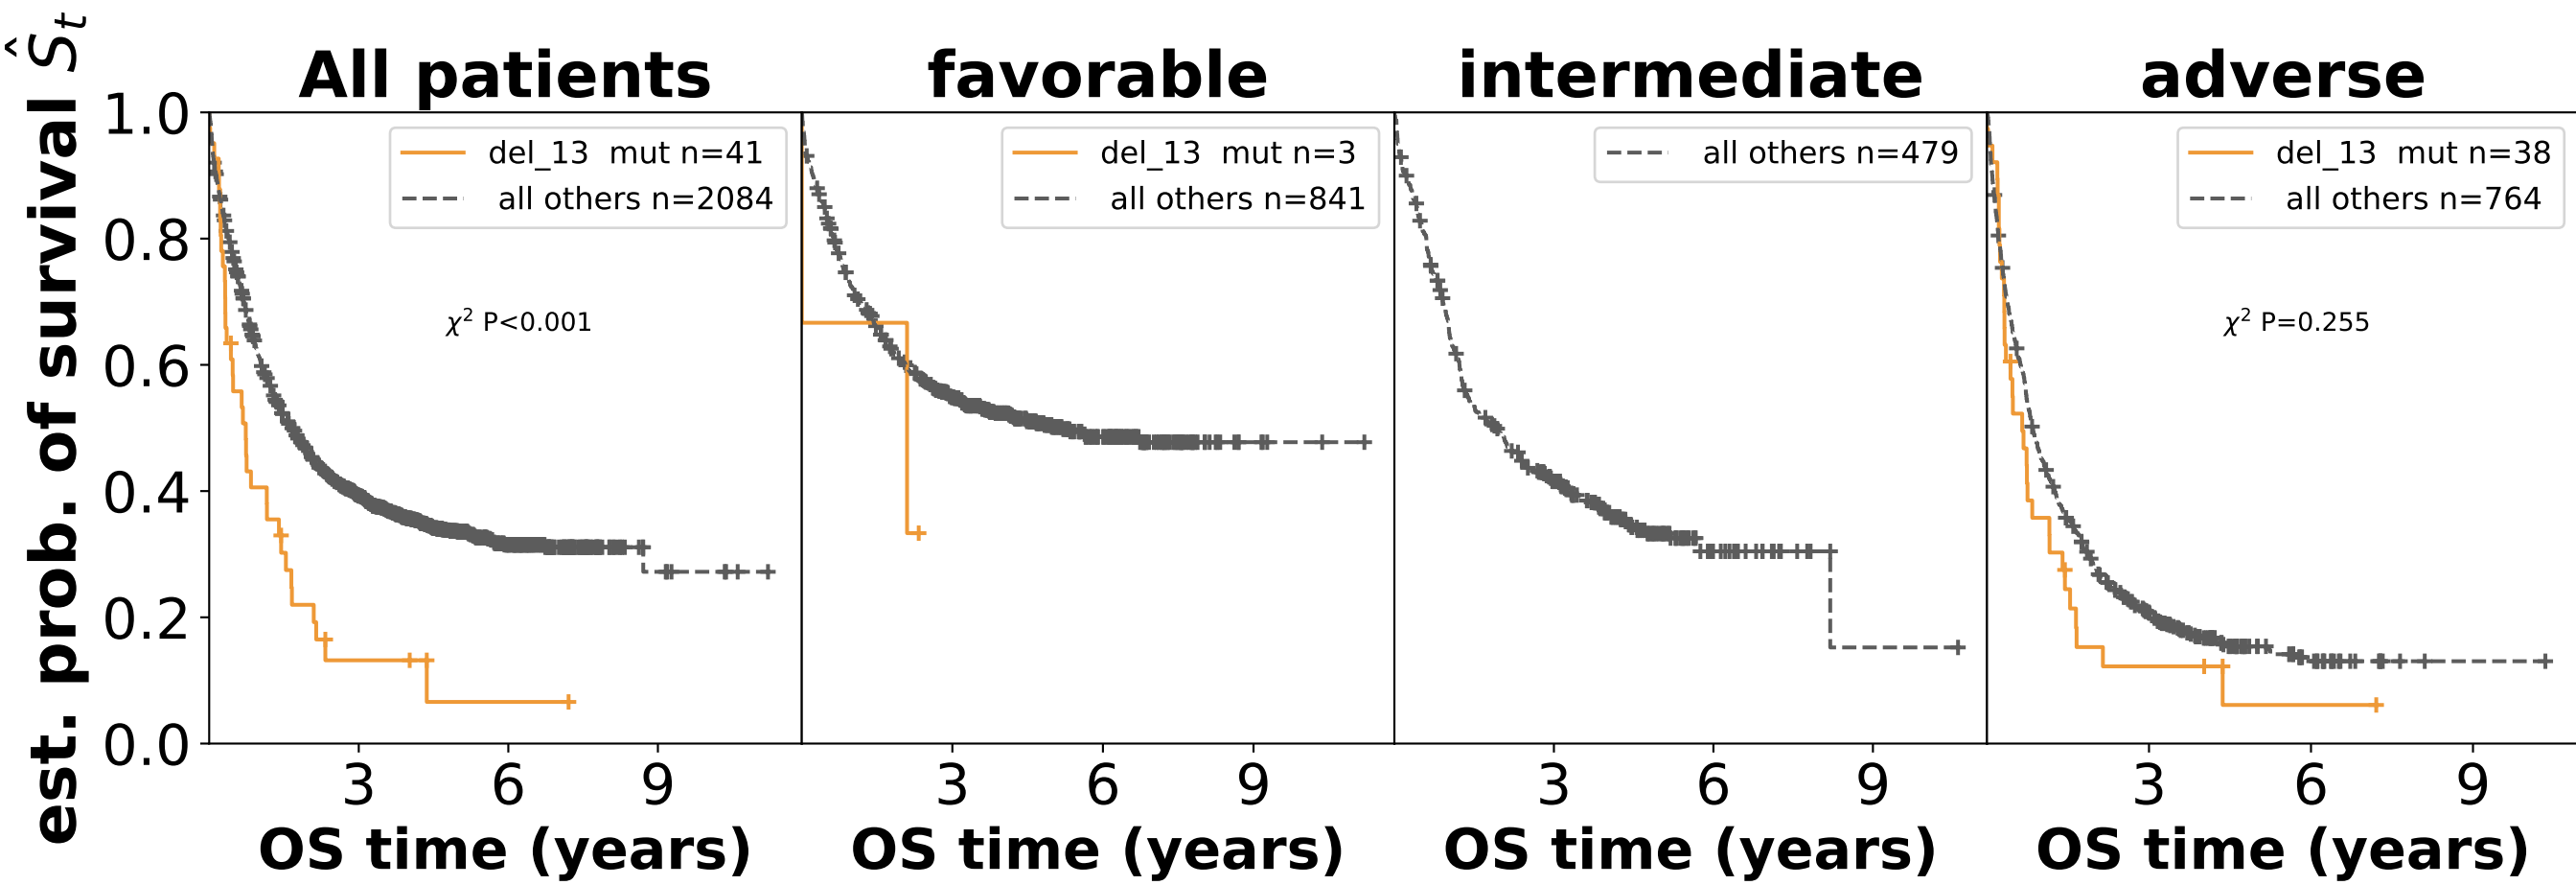 est. prob. of survival Ŝt
All patients
1.0
0.8
0.6
0.4
0.2
0.0
del_13 mut n=41
all others n=2084
χ² P<0.001
3 6 9
OS time (years)
favorable
del_13 mut n=3
all others n=841
3 6 9
OS time (years)
intermediate
all others n=479
3 6 9
OS time (years)
adverse
del_13 mut n=38
all others n=764
χ² P=0.255
3 6 9
OS time (years)